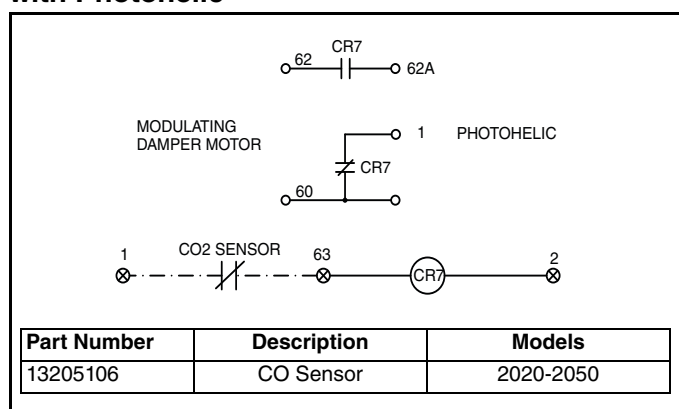 with Photohelic
CR7
62
62A
MODULATING
DAMPER MOTOR
1 PHOTOHELIC
CR7
60
1 CO2 SENSOR 63 2
CR7
Part Number Description Models
13205106 CO Sensor 2020-2050